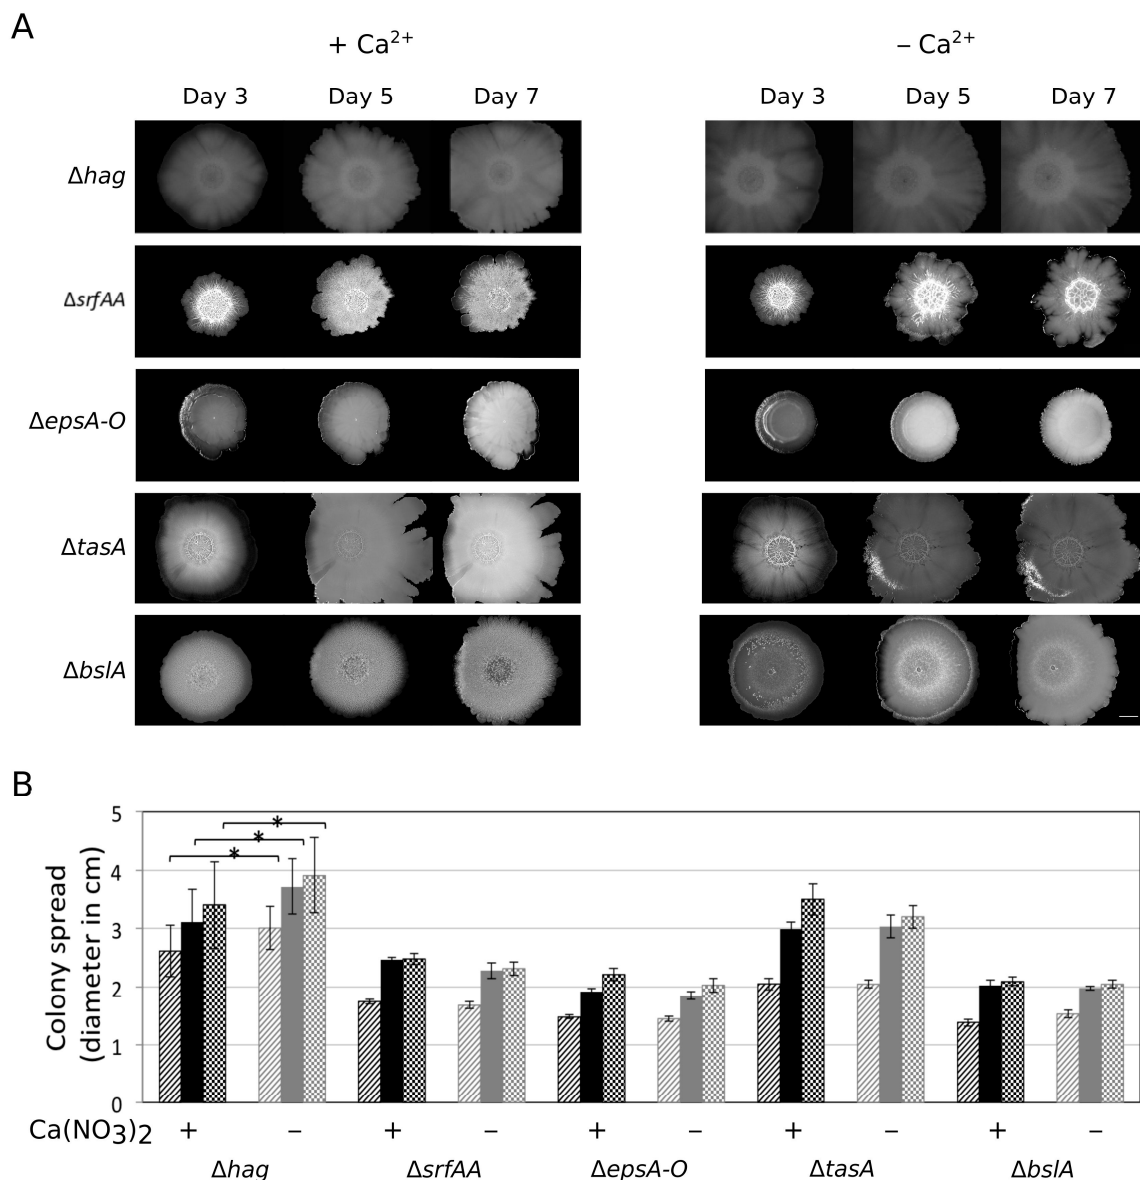 A
+ Ca2+
– Ca2+
Day 3 Day 5 Day 7 Day 3 Day 5 Day 7
Δhag
ΔsrfAA
ΔepsA-O
ΔtasA
ΔbslA
B
Colony spread
(diameter in cm)
5
4
3
2
1
0
* * *
Ca(NO3)2 + – + – + – + – + –
Δhag ΔsrfAA ΔepsA-O ΔtasA ΔbslA